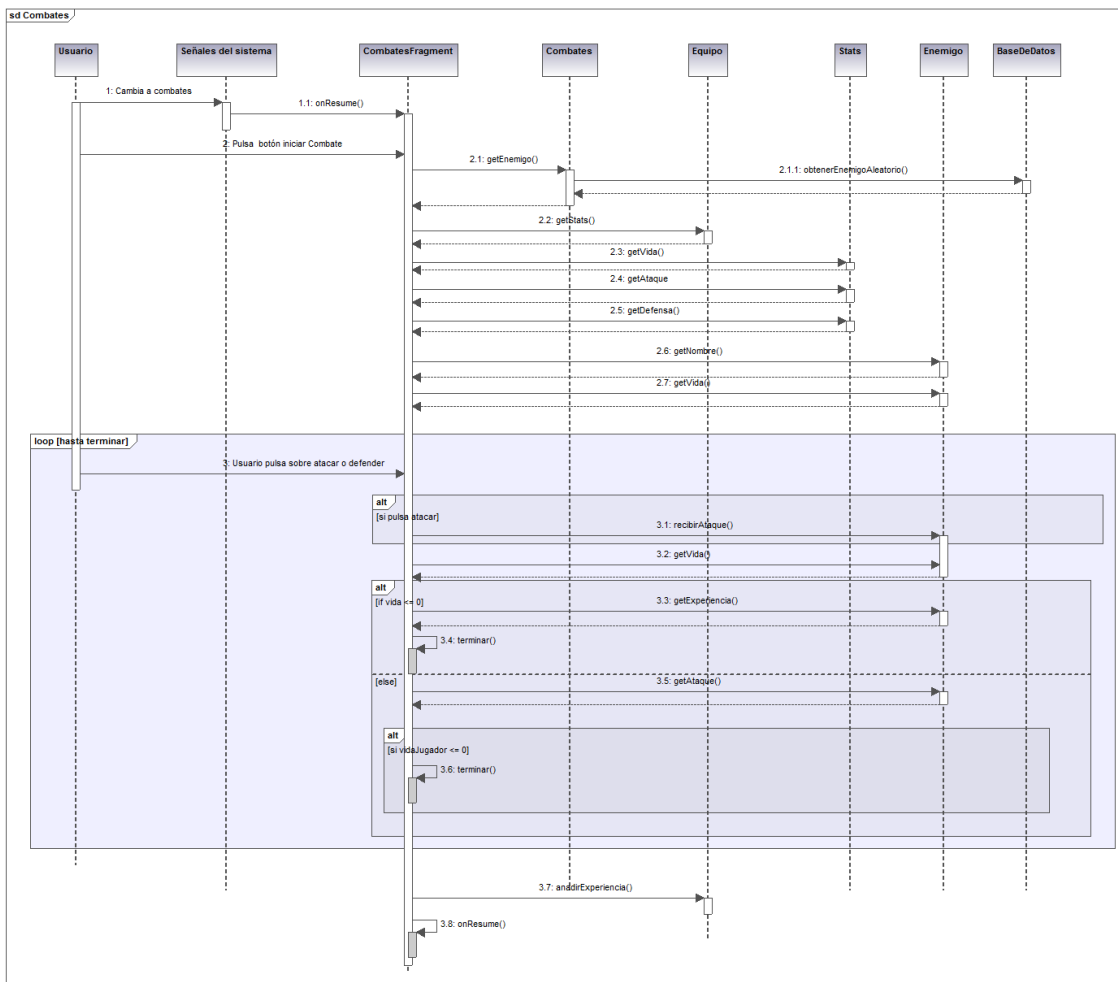 sd Combates
Usuario
Señales del sistema
CombatesFragment
Combates
Equipo
Stats
Enemigo
BaseDeDatos
1: Cambia a combates
1.1: onResume()
2: Pulsa botón iniciar Combate
2.1: getEnemigo()
2.1.1: obtenerEnemigoAleatorio()
2.2: getStats()
2.3: getVida()
2.4: getAtaque
2.5: getDefensa()
2.6: getNombre()
2.7: getVida()
loop [hasta terminar]
3: Usuario pulsa sobre atacar o defender
alt
[si pulsa atacar]
3.1: recibirAtaque()
3.2: getVida()
alt
[if vida <= 0]
3.3: getExperiencia()
3.4: terminar()
[else]
3.5: getAtaque()
alt
[si vidaJugador <= 0]
3.6: terminar()
3.7: anadirExperiencia()
3.8: onResume()